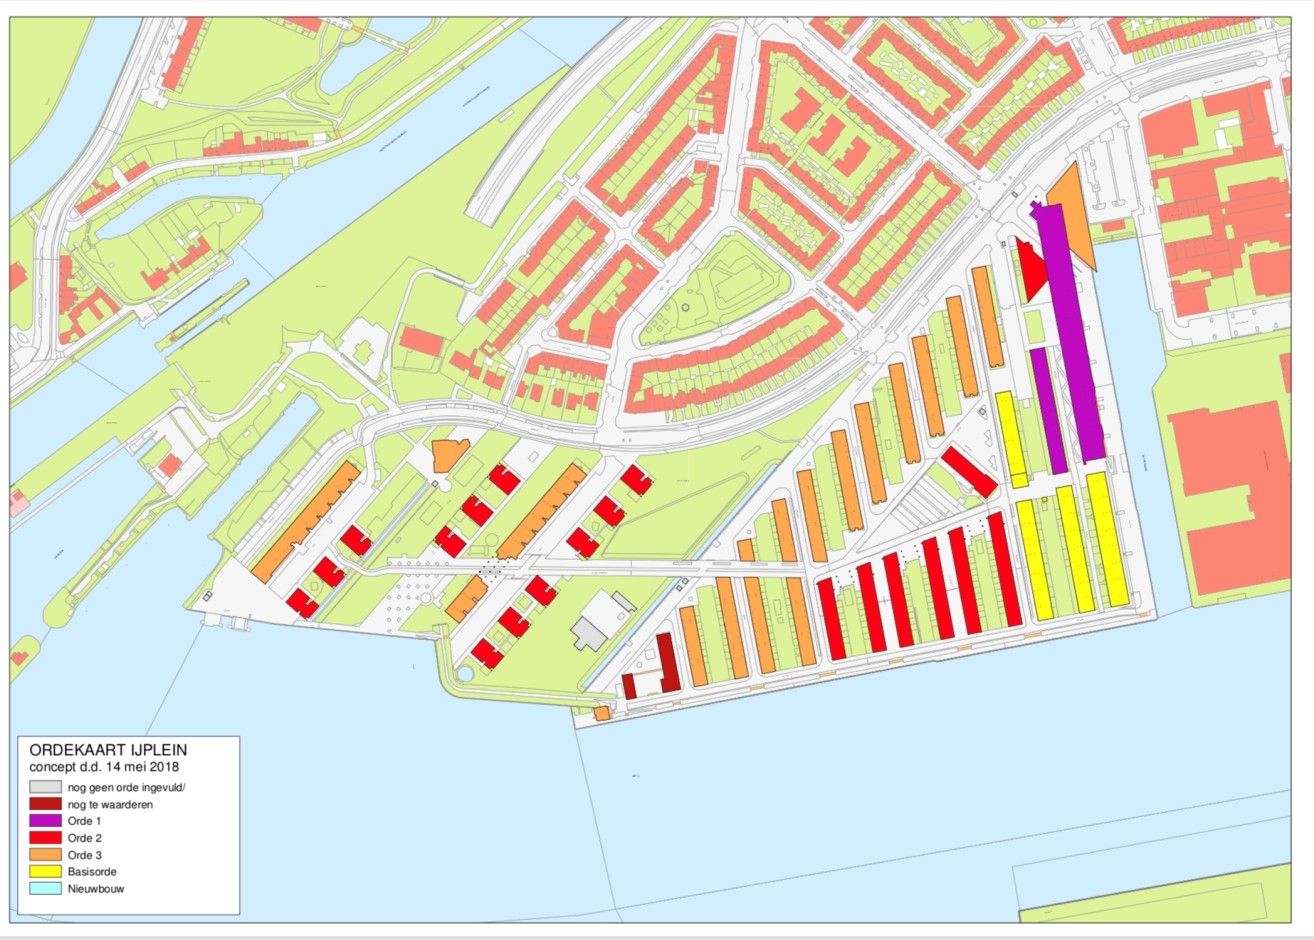 ORDEKAART IJPLEIN
concept d.d. 14 mei 2018
nog geen orde ingevuld/
nog te waarderen
Orde 1
Orde 2
Orde 3
Basisorde
Nieuwbouw